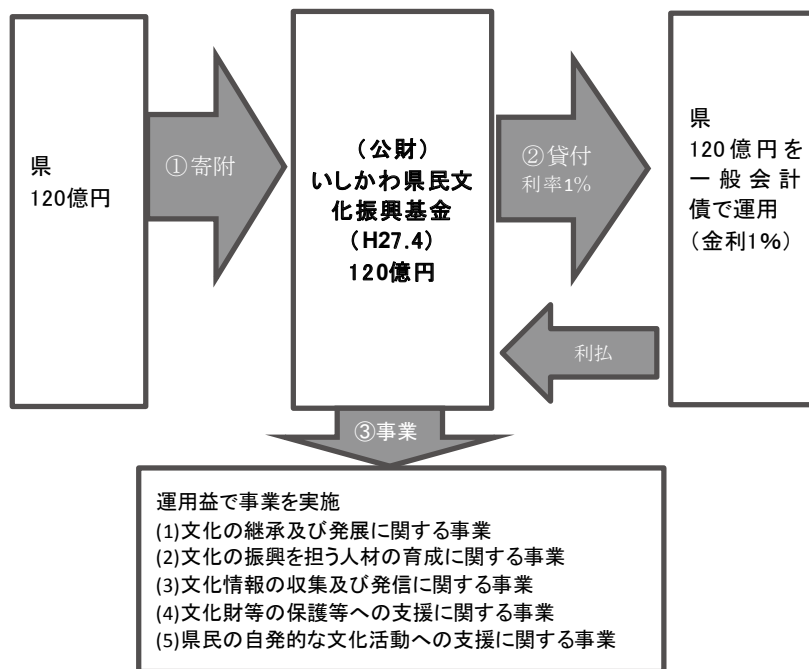 県
120億円
①寄附
（公財）
いしかわ県民文
化振興基金
（H27.4）
120億円
②貸付
利率1%
県
120億円を
一般会計
債で運用
（金利1%）
利払
③事業
運用益で事業を実施
(1)文化の継承及び発展に関する事業
(2)文化の振興を担う人材の育成に関する事業
(3)文化情報の収集及び発信に関する事業
(4)文化財等の保護等への支援に関する事業
(5)県民の自発的な文化活動への支援に関する事業